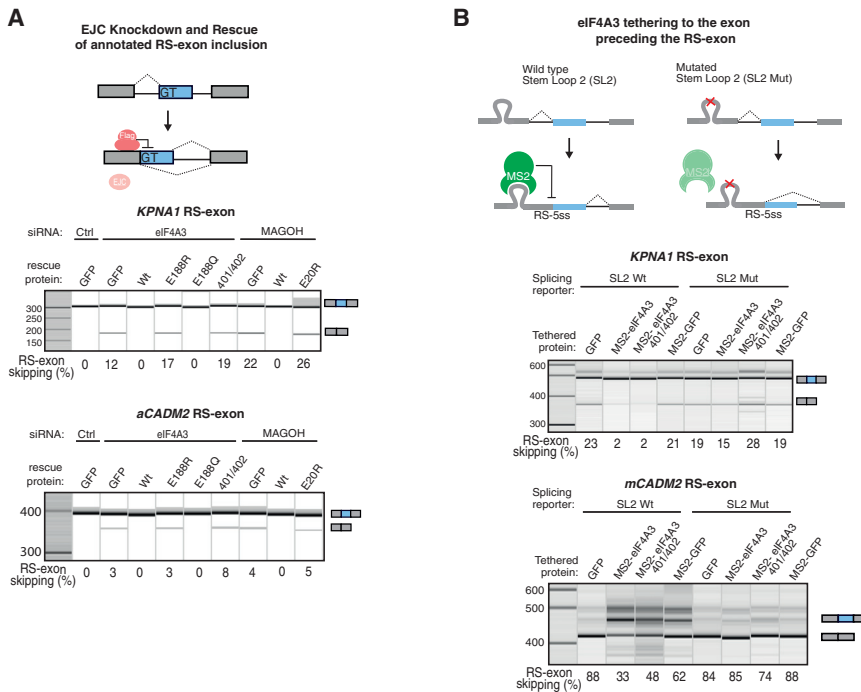 A
EJC Knockdown and Rescue
of annotated RS-exon inclusion
GT
Flag
GT
EJC
KPNA1 RS-exon
siRNA: Ctrl eIF4A3 MAGOH
rescue
protein: GFP GFP Wt E188R E188Q 401/402 GFP Wt E20R
300
250
200
150
RS-exon
skipping (%) 0 12 0 17 0 19 22 0 26
aCADM2 RS-exon
siRNA: Ctrl eIF4A3 MAGOH
rescue
protein: GFP GFP Wt E188R E188Q 401/402 GFP Wt E20R
400
300
RS-exon
skipping (%) 0 3 0 3 0 8 4 0 5
B
eIF4A3 tethering to the exon
preceding the RS-exon
Wild type
Stem Loop 2 (SL2)
Mutated
Stem Loop 2 (SL2 Mut)
MS2
RS-5ss
MS2
RS-5ss
KPNA1 RS-exon
Splicing
reporter: SL2 Wt SL2 Mut
Tethered
protein: GFP MS2-eIF4A3 MS2- eIF4A3 401/402 MS2-GFP GFP MS2-eIF4A3 MS2- eIF4A3 401/402 MS2-GFP
600
400
300
RS-exon
skipping (%) 23 2 2 21 19 15 28 19
mCADM2 RS-exon
Splicing
reporter: SL2 Wt SL2 Mut
Tethered
protein: GFP MS2-eIF4A3 MS2- eIF4A3 401/402 MS2-GFP GFP MS2-eIF4A3 MS2- eIF4A3 401/402 MS2-GFP
600
500
400
RS-exon
skipping (%) 88 33 48 62 84 85 74 88